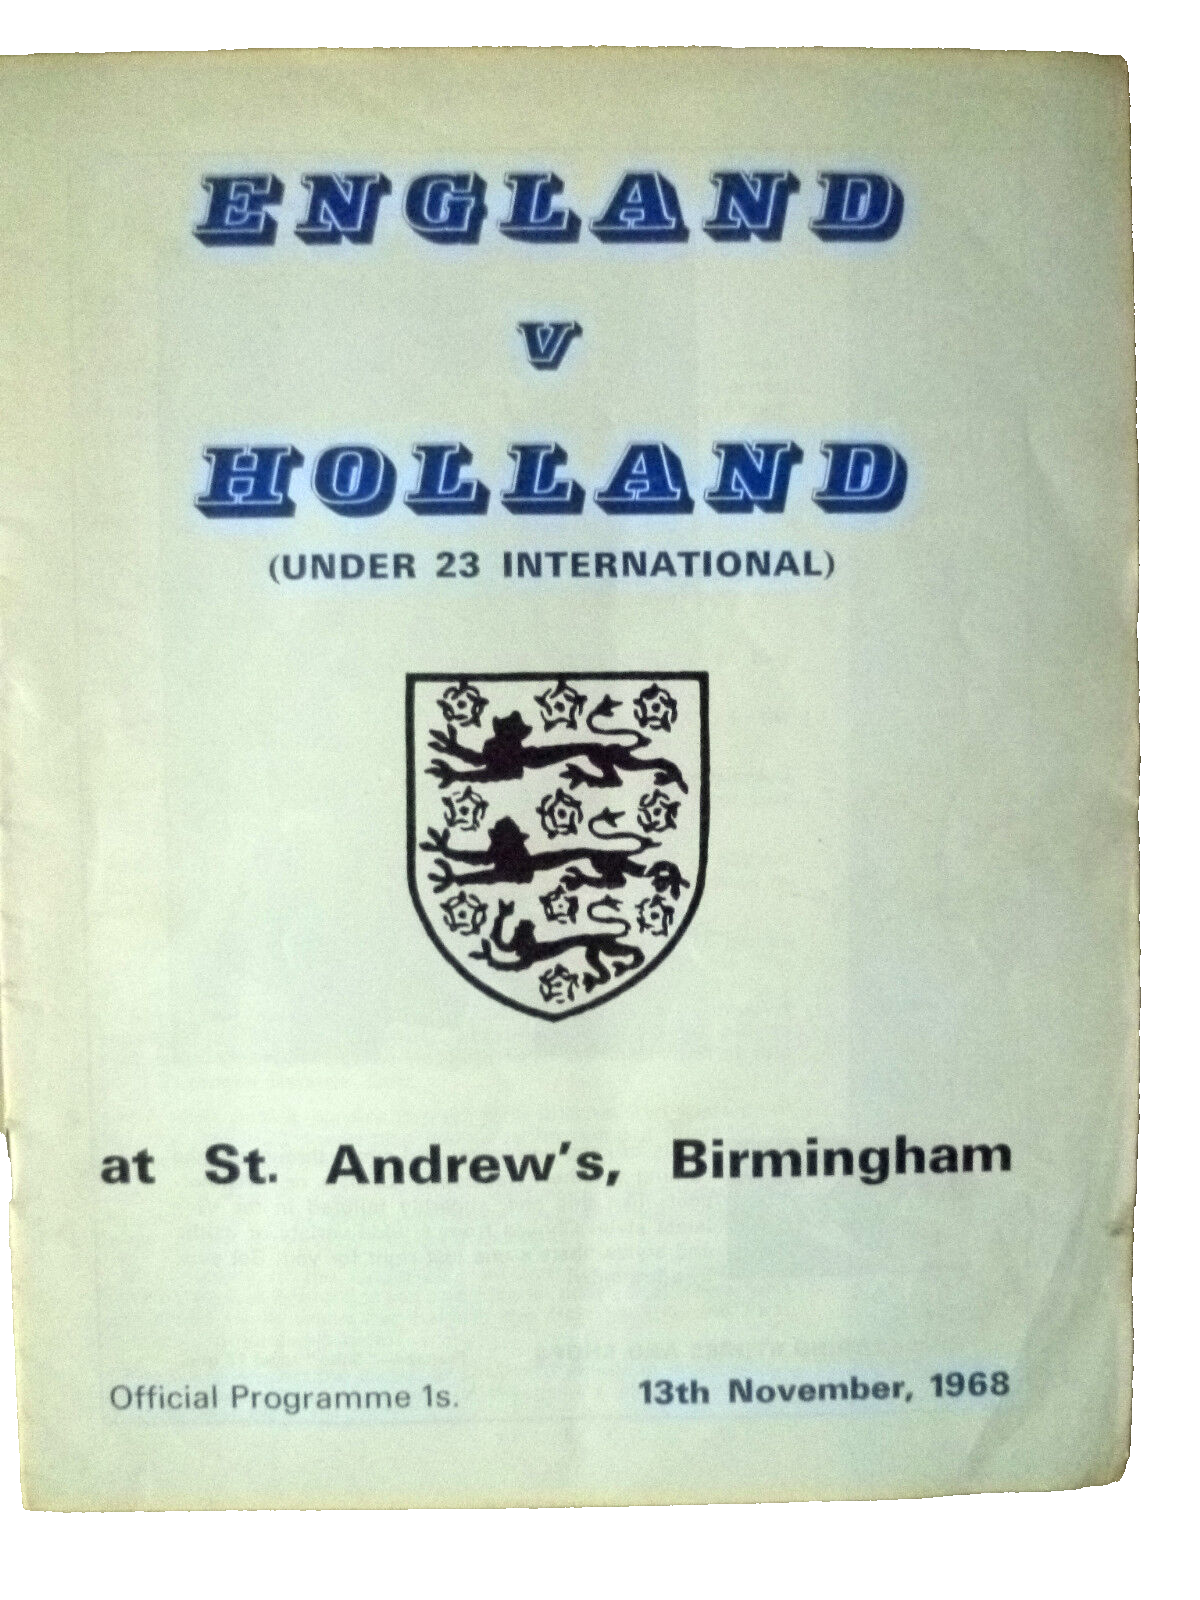 ENGLAND
V
HOLLAND
(UNDER 23 INTERNATIONAL)
at St. Andrew's, Birmingham
Official Programme 1s.
13th November, 1968